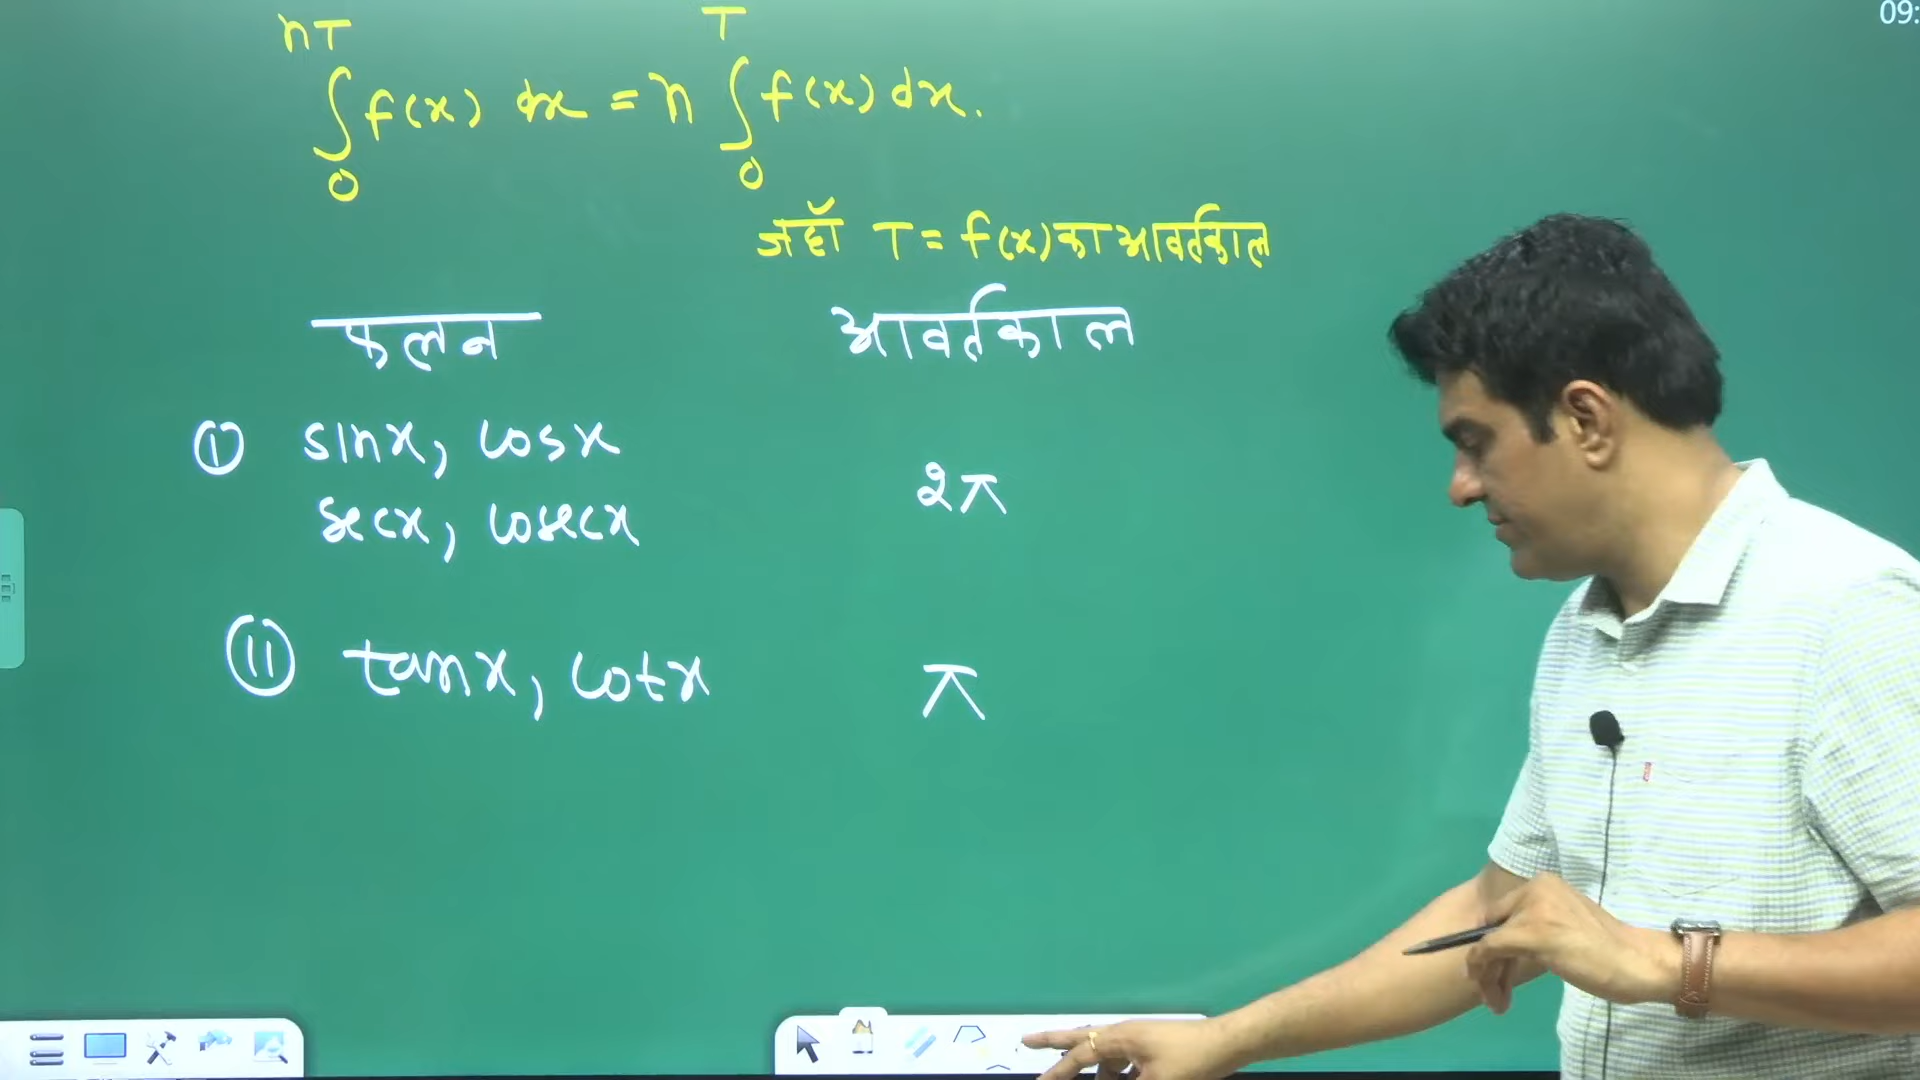 09:
nT T
∫ f(x) dx = n ∫ f(x) dx.
0 0
जहाँ T = f(x) का आवर्तकाल
फलन आवर्तकाल
① sinx, cosx
2π
secx, cosecx
⑪ tanx, cotx π